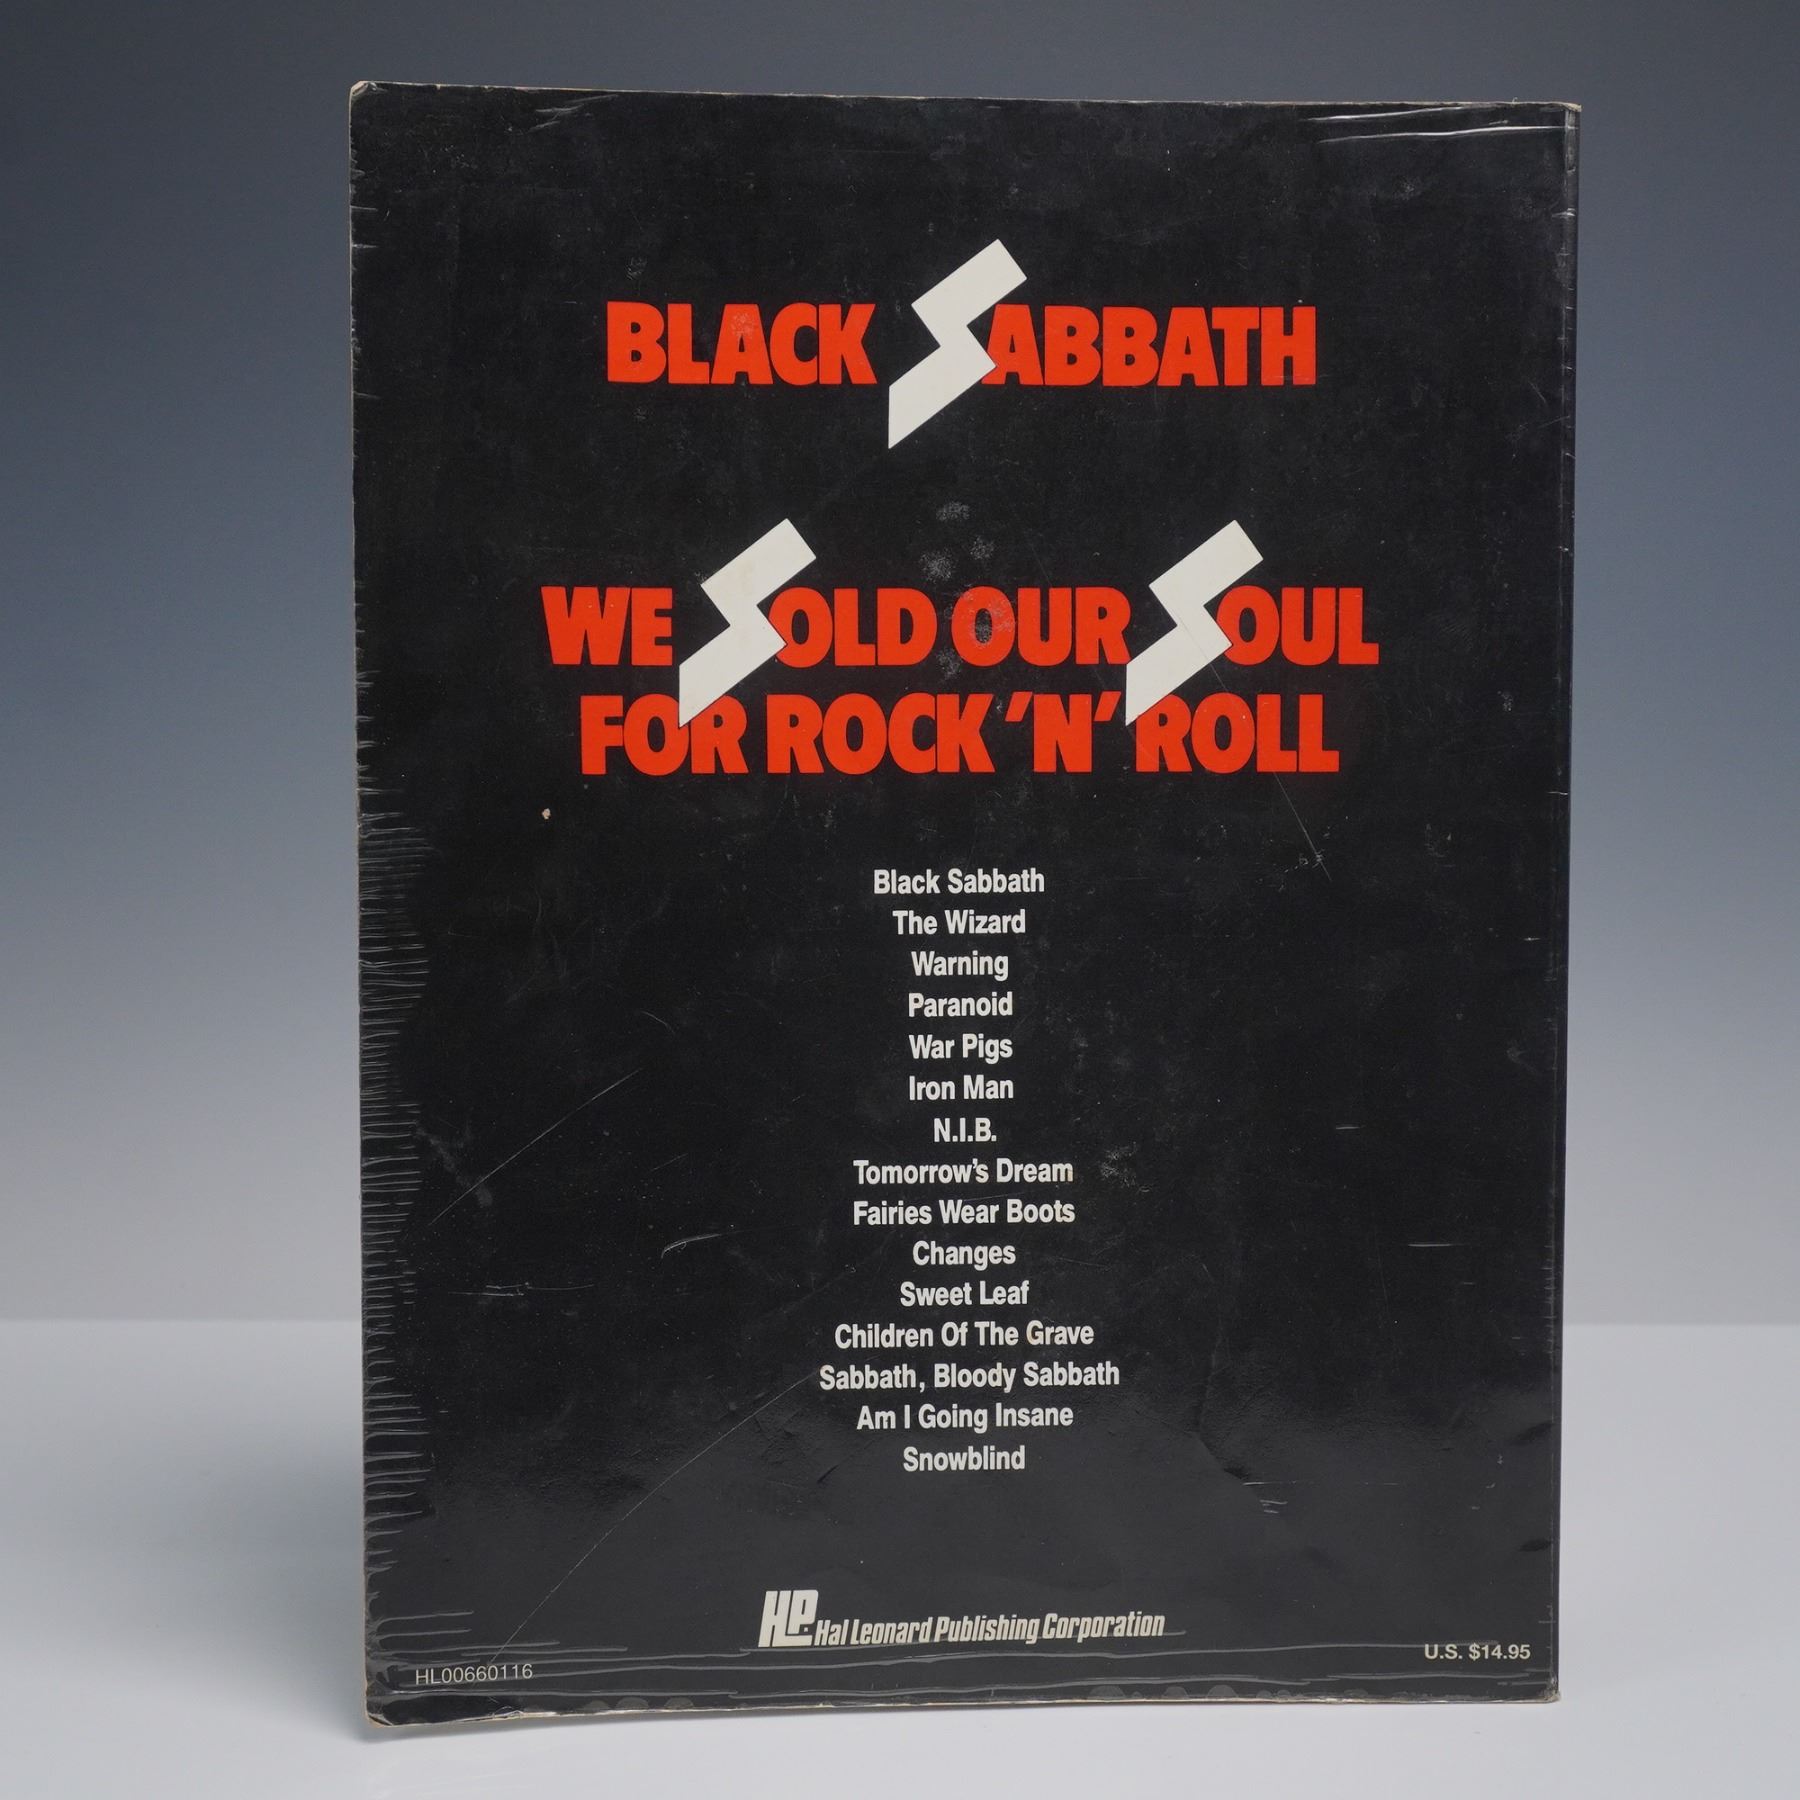 BLACK SABBATH
WE SOLD OUR SOUL
FOR ROCK 'N' ROLL
Black Sabbath
The Wizard
Warning
Paranoid
War Pigs
Iron Man
N.I.B.
Tomorrow's Dream
Fairies Wear Boots
Changes
Sweet Leaf
Children Of The Grave
Sabbath, Bloody Sabbath
Am I Going Insane
Snowblind
HP. Hal Leonard Publishing Corporation
HL00660116
U.S. $14.95